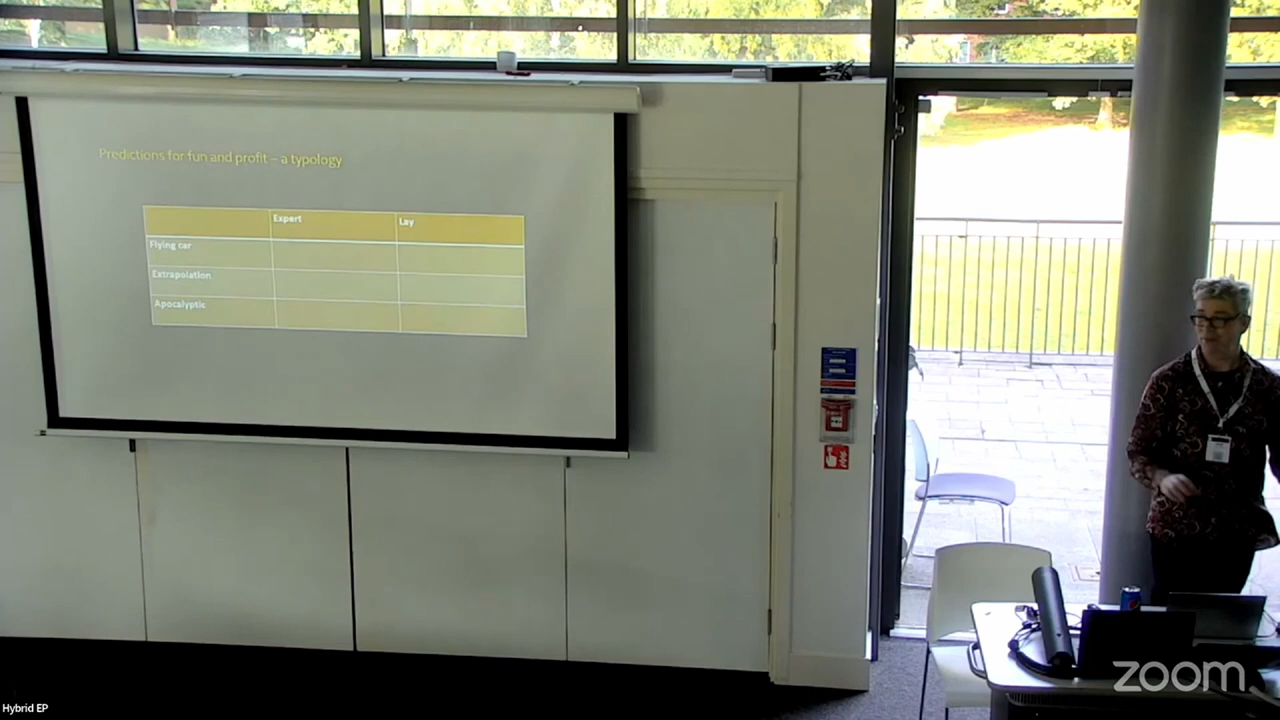 Predictions for fun and profit – a typology
Expert Lay
Flying car
Extrapolation
Apocalyptic
zoom
Hybrid EP